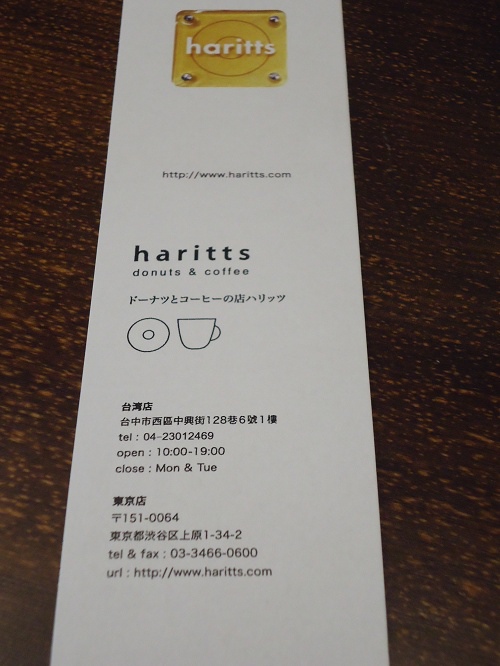 haritts
http://www.haritts.com
haritts
donuts & coffee
ドーナツとコーヒーの店ハリッツ
台湾店
台中市西區中興街128巷6號1樓
tel : 04-23012469
open : 10:00-19:00
close : Mon & Tue
東京店
〒151-0064
東京都渋谷区上原1-34-2
tel & fax : 03-3466-0600
url : http://www.haritts.com